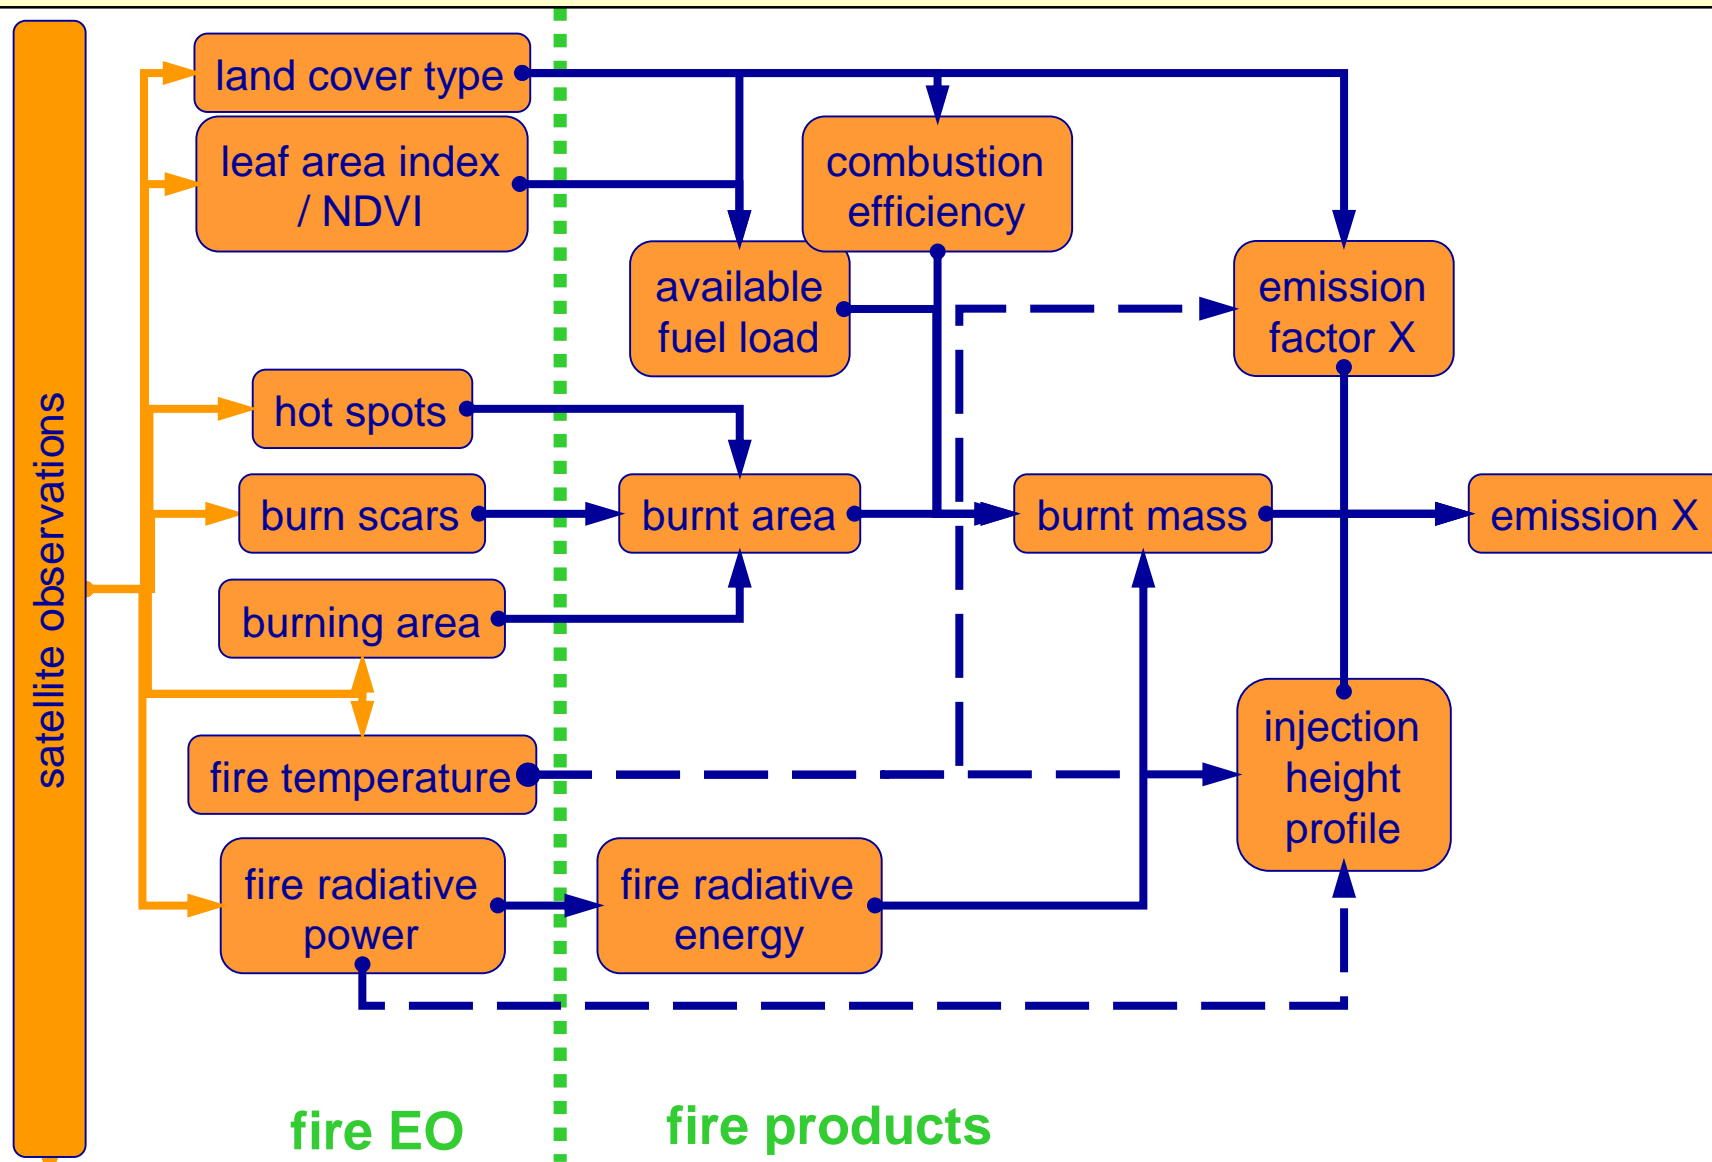 satellite observations
land cover type
leaf area index
/ NDVI
combustion
efficiency
available
fuel load
emission
factor X
hot spots
burn scars
burnt area
burnt mass
emission X
burning area
fire temperature
injection
height
profile
fire radiative
power
fire radiative
energy
fire EO
fire products